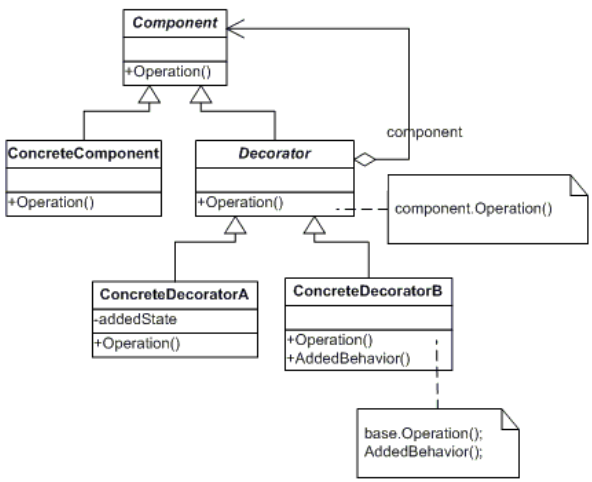 Component
+Operation()
component
ConcreteComponent
+Operation()
Decorator
+Operation()
component.Operation()
ConcreteDecoratorA
-addedState
+Operation()
ConcreteDecoratorB
+Operation()
+AddedBehavior()
base.Operation();
AddedBehavior();